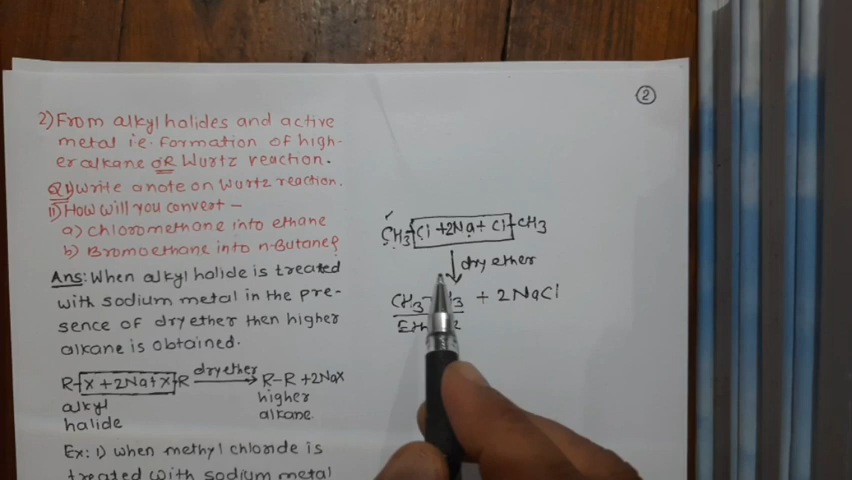 2
2) From alkyl halides and active
metal i.e. Formation of high-
er alkane OR Wurtz reaction.
Q1) Write a note on Wurtz reaction.
11) How will you convert -
a) chloromethane into ethane
b) Bromoethane into n-Butane?
Ans: When alkyl halide is treated
with sodium metal in the pre-
sence of dry ether then higher
alkane is obtained.
R-X + 2Na + X-R dry ether → R-R + 2NaX
alkyl higher
halide alkane.
Ex: 1) when methyl chloride is
treated with sodium metal
CH3-Cl + 2Na + Cl-CH3
↓ dry ether
+ 2NaCl